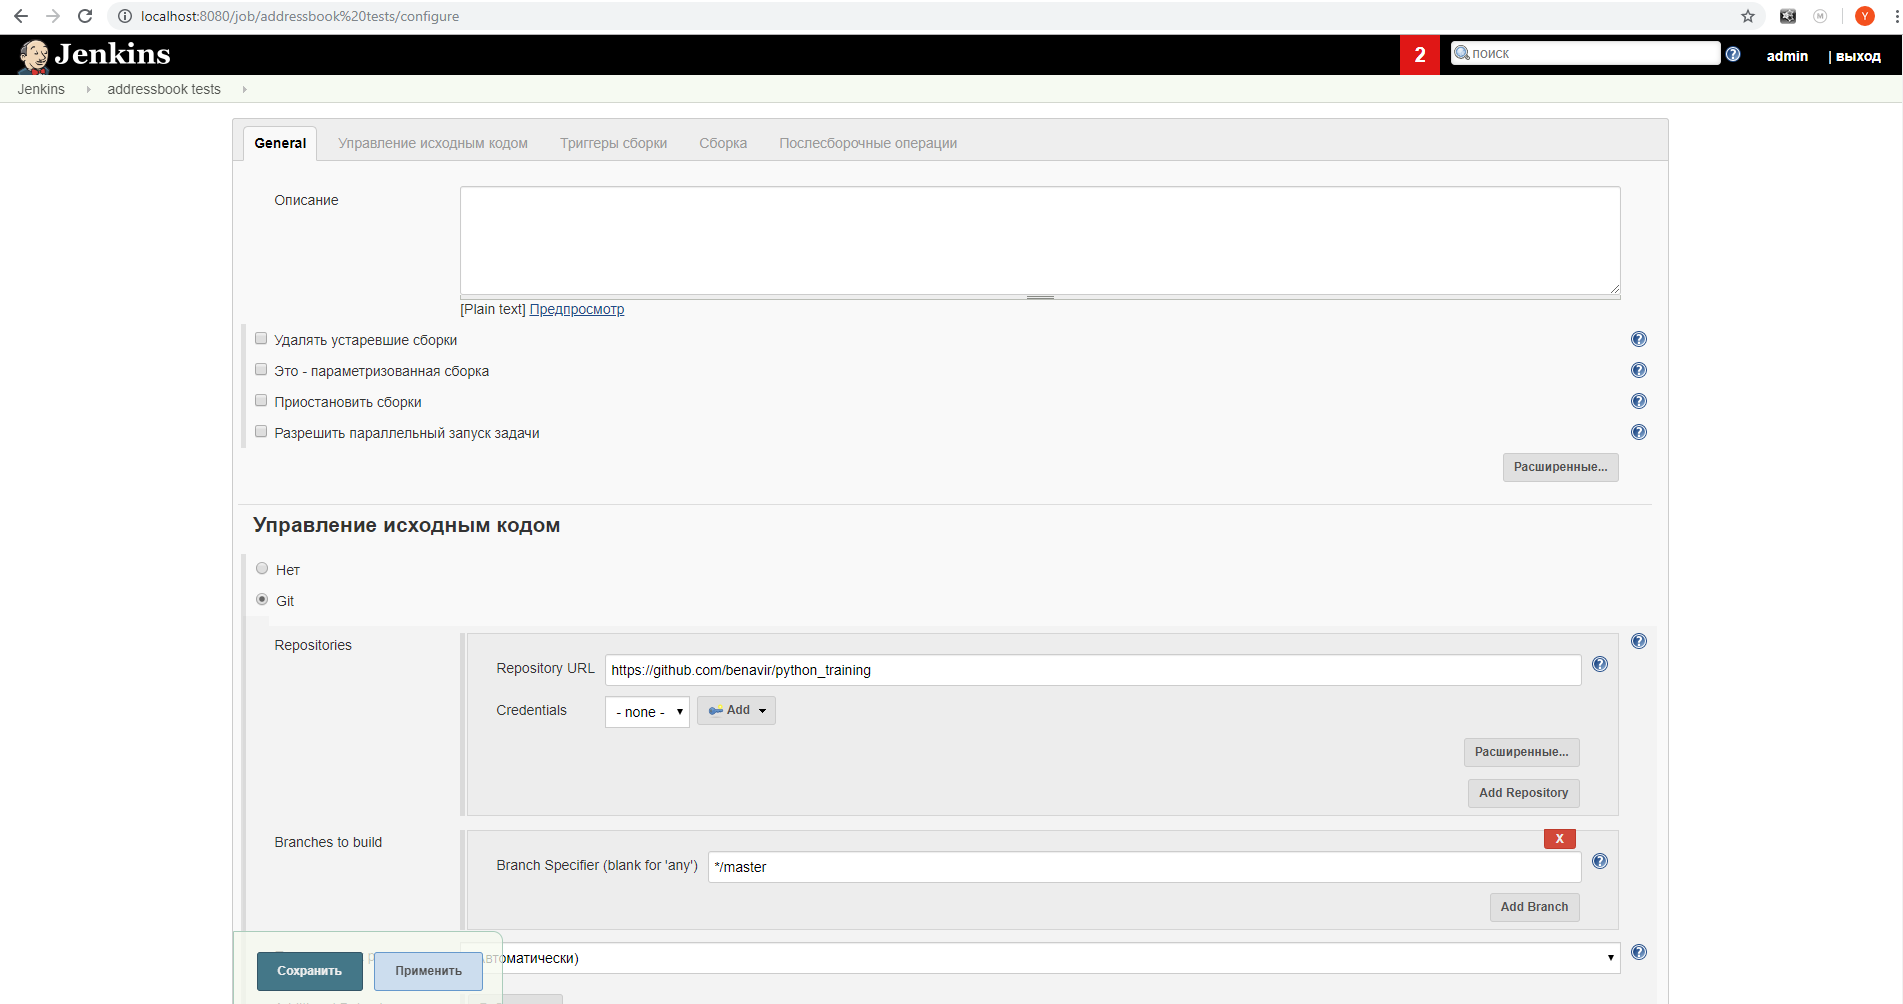 localhost:8080/job/addressbook%20tests/configure
M
Y
Jenkins
2
поиск
?
admin
| выход
Jenkins
addressbook tests
General
Управление исходным кодом
Триггеры сборки
Сборка
Послесборочные операции
Описание
[Plain text] Предпросмотр
Удалять устаревшие сборки
?
Это - параметризованная сборка
?
Приостановить сборки
?
Разрешить параллельный запуск задачи
?
Расширенные...
Управление исходным кодом
Нет
Git
Repositories
?
Repository URL
https://github.com/benavir/python_training
?
Credentials
- none -
Add
Расширенные...
Add Repository
Branches to build
X
Branch Specifier (blank for 'any')
*/master
?
Add Branch
Сохранить
Применить
втоматически)
?